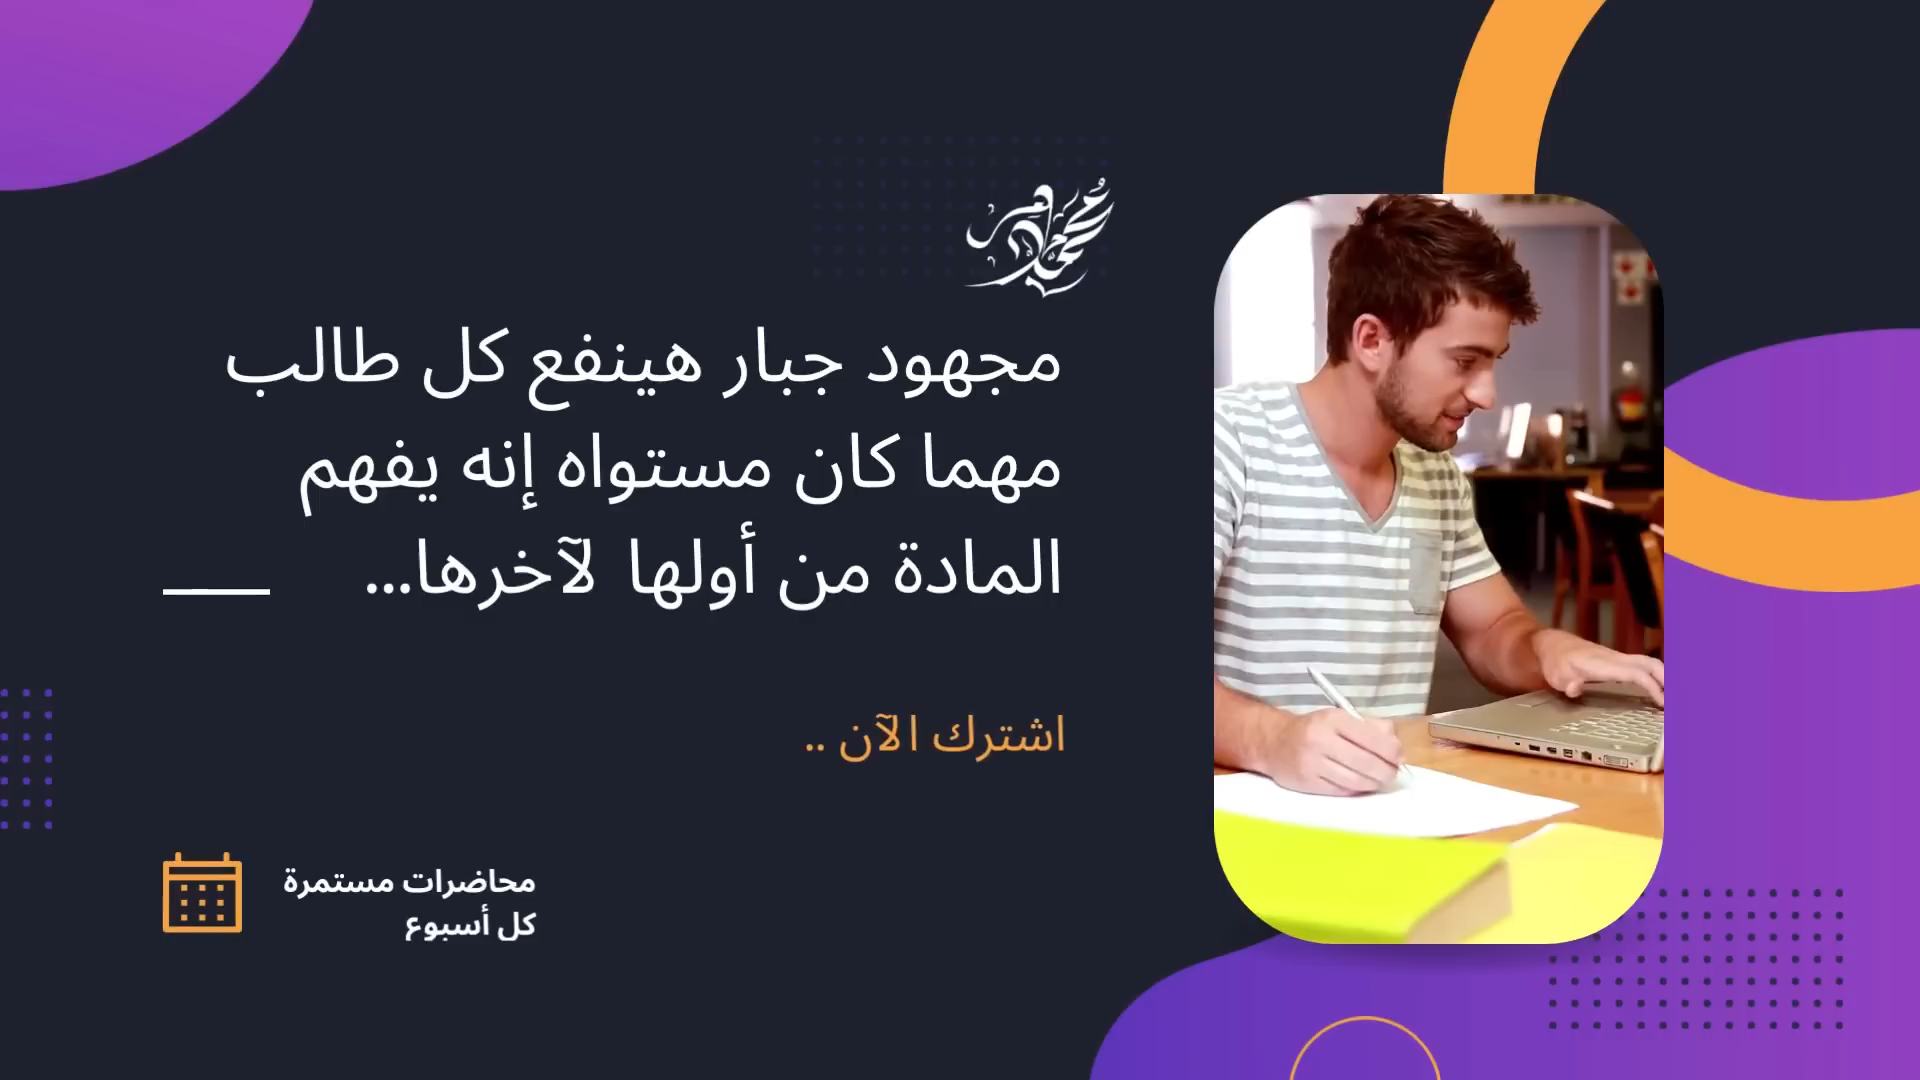 مجهود جبار هينفع كل طالب
مهما كان مستواه إنه يفهم
المادة من أولها لآخرها...
اشترك الآن ..
محاضرات مستمرة
كل أسبوع